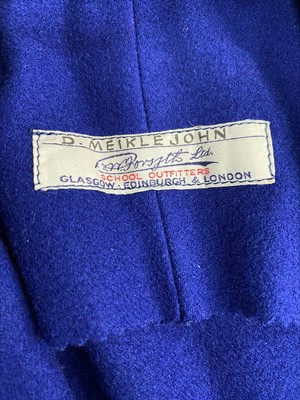 D. MEIKLEJOHN
R.W. Forsyth Ltd.
SCHOOL OUTFITTERS
GLASGOW. EDINBURGH & LONDON